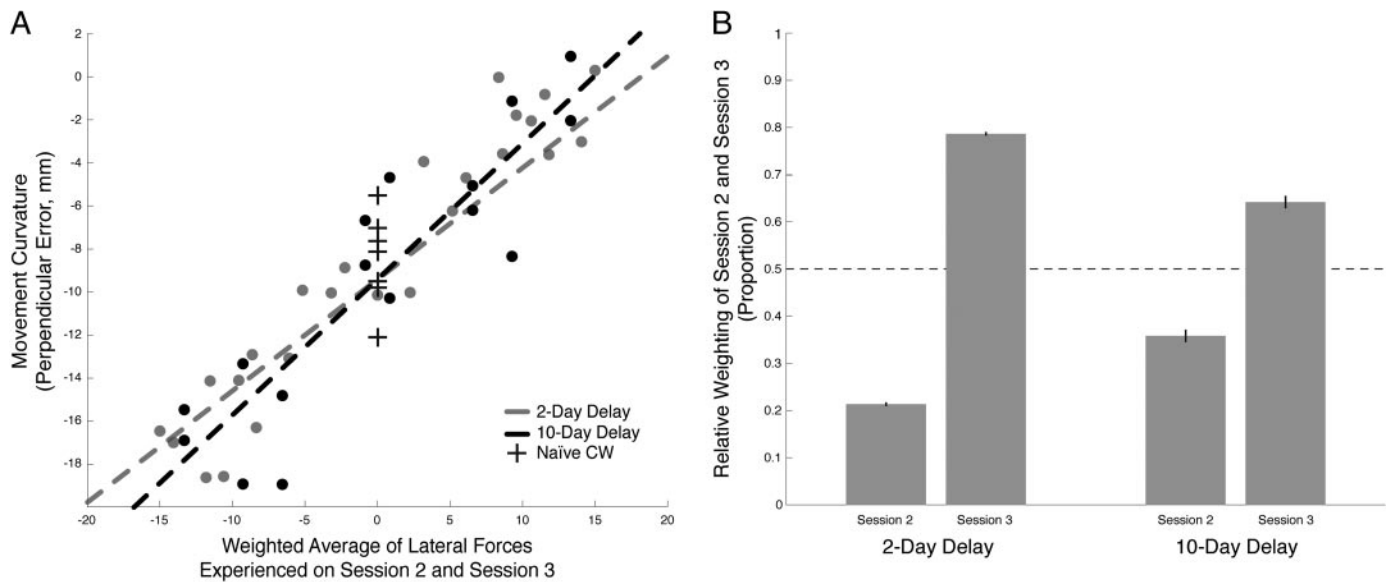 A
Movement Curvature
(Perpendicular Error, mm)
2
0
-2
-4
-6
-8
-10
-12
-14
-16
-18
-20 -15 -10 -5 0 5 10 15 20
2-Day Delay
10-Day Delay
Naïve CW
Weighted Average of Lateral Forces
Experienced on Session 2 and Session 3
B
Relative Weighting of Session 2 and Session 3
(Proportion)
1
0.9
0.8
0.7
0.6
0.5
0.4
0.3
0.2
0.1
0
Session 2 Session 3 Session 2 Session 3
2-Day Delay 10-Day Delay